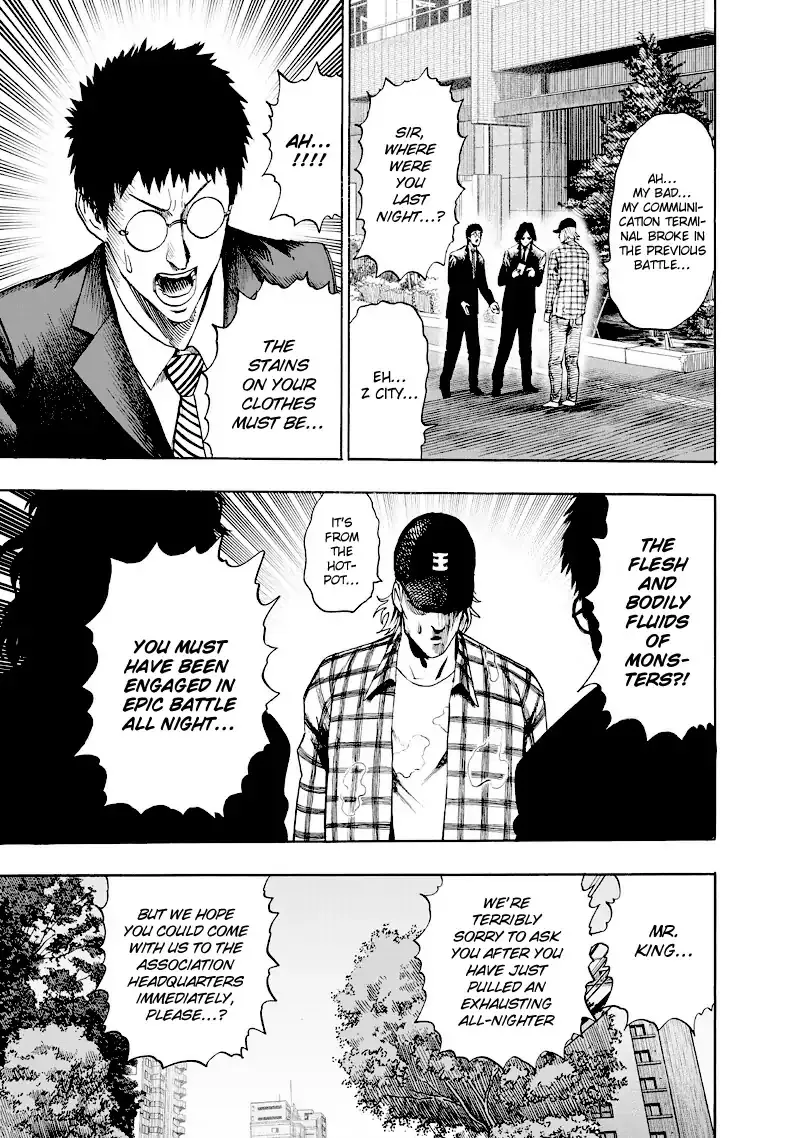 AH...
MY BAD...
MY COMMUNI-
CATION TERMI-
NAL BROKE IN
THE PREVIOUS
BATTLE...
SIR,
WHERE
WERE
YOU
LAST
NIGHT...?
EH...
Z CITY...
AH...
!!!!
THE
STAINS
ON YOUR
CLOTHES
MUST BE...
THE
FLESH
AND
BODILY
FLUIDS
OF
MONS-
TERS?!
IT'S
FROM
THE
HOT-
POT...
YOU MUST
HAVE BEEN
ENGAGED IN
EPIC BATTLE
ALL NIGHT...
MR.
KING...
WE'RE
TERRIBLY
SORRY TO ASK
YOU AFTER YOU
HAVE JUST
PULLED AN
EXHAUSTING
ALL-NIGHTER
BUT WE HOPE
YOU COULD COME
WITH US TO THE
ASSOCIATION
HEADQUARTERS
IMMEDIATELY,
PLEASE...?